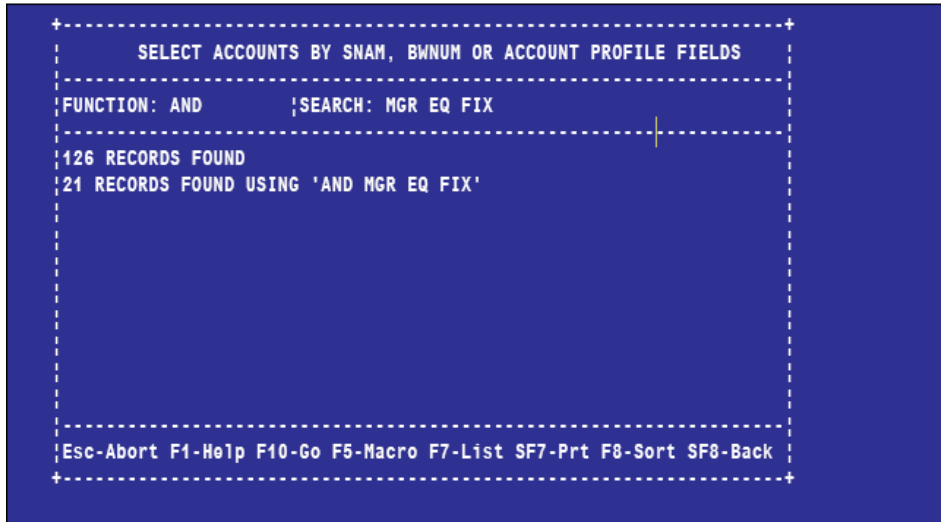 SELECT ACCOUNTS BY SNAM, BWNUM OR ACCOUNT PROFILE FIELDS
FUNCTION: AND ¦SEARCH: MGR EQ FIX
126 RECORDS FOUND
21 RECORDS FOUND USING 'AND MGR EQ FIX'
Esc-Abort F1-Help F10-Go F5-Macro F7-List SF7-Prt F8-Sort SF8-Back